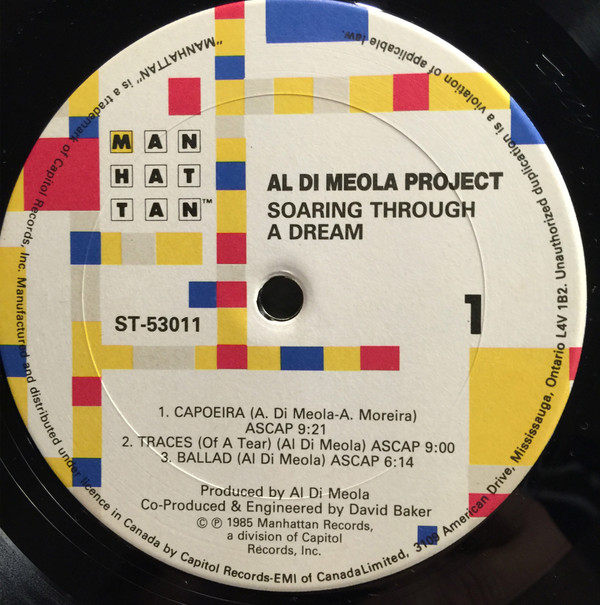 MAN
HAT
TAN™
AL DI MEOLA PROJECT
SOARING THROUGH
A DREAM
ST-53011
1
1. CAPOEIRA (A. Di Meola-A. Moreira)
ASCAP 9:21
2. TRACES (Of A Tear) (Al Di Meola) ASCAP 9:00
3. BALLAD (Al Di Meola) ASCAP 6:14
Produced by Al Di Meola
Co-Produced & Engineered by David Baker
© ℗ 1985 Manhattan Records,
a division of Capitol
Records, Inc.
"MANHATTAN" is a trademark of Capitol Records, Inc. Manufactured and distributed under licence in Canada by Capitol Records-EMI of Canada Limited, 3109 American Drive, Mississauga, Ontario L4V 1B2. Unauthorized duplication is a violation of applicable law.